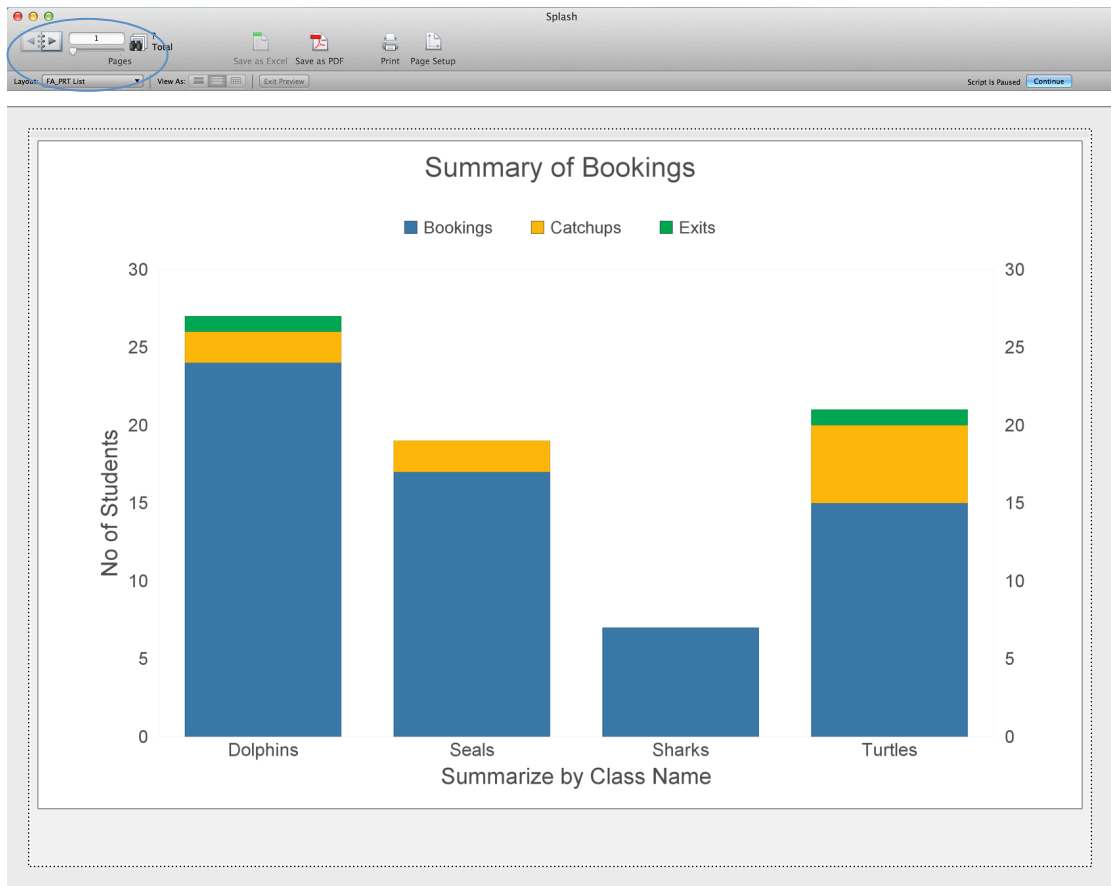 Splash
1
?
Total
Pages
Save as Excel Save as PDF Print Page Setup
Layout: FA_PRT List View As: Exit Preview Script Is Paused Continue
Summary of Bookings
Bookings Catchups Exits
30 30
25 25
20 20
15 15
10 10
5 5
0 0
No of Students
Dolphins Seals Sharks Turtles
Summarize by Class Name